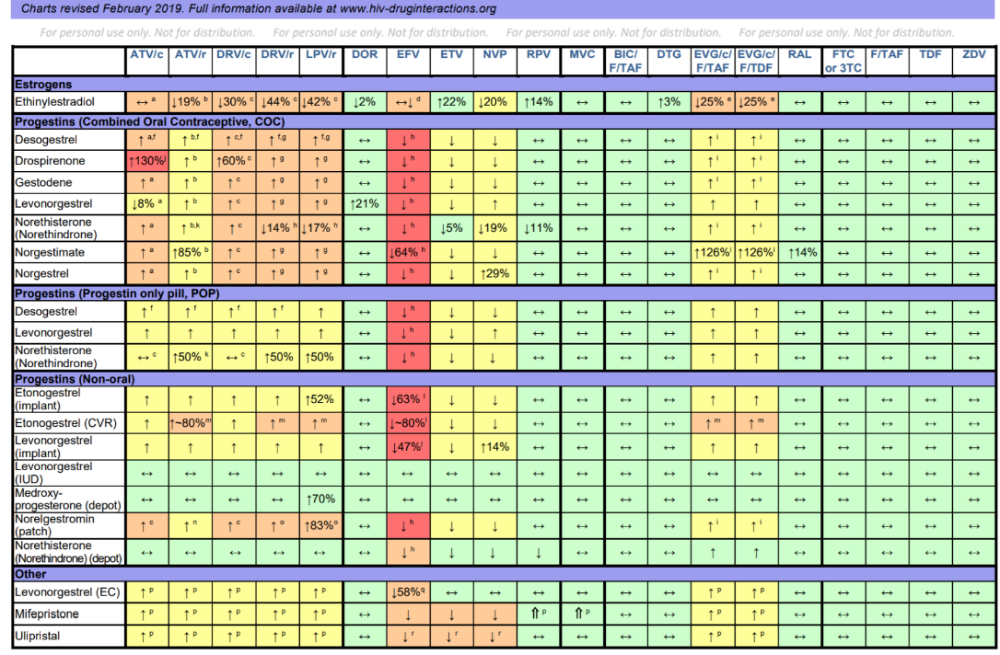 Charts revised February 2019. Full information available at www.hiv-druginteractions.org
For personal use only. Not for distribution. For personal use only. Not for distribution. For personal use only. Not for distribution. For personal use only. Not for distribution.
ATV/c ATV/r DRV/c DRV/r LPV/r DOR EFV ETV NVP RPV MVC BIC/ F/TAF DTG EVG/c/ F/TAF EVG/c/ F/TDF RAL FTC or 3TC F/TAF TDF ZDV
Estrogens
Ethinylestradiol ↔ a ↓19% b ↓30% c ↓44% c ↓42% c ↓2% ↔↓ d ↑22% ↓20% ↑14% ↔ ↔ ↑3% ↓25% e ↓25% e ↔ ↔ ↔ ↔ ↔
Progestins (Combined Oral Contraceptive, COC)
Desogestrel ↑ a,f ↑ b,f ↑ c,f ↑ f,g ↑ f,g ↔ ↓ h ↓ ↓ ↔ ↔ ↔ ↔ ↑ i ↑ i ↔ ↔ ↔ ↔ ↔
Drospirenone ↑130% j ↑ b ↑60% c ↑ g ↑ g ↔ ↓ h ↓ ↓ ↔ ↔ ↔ ↔ ↑ i ↑ i ↔ ↔ ↔ ↔ ↔
Gestodene ↑ a ↑ b ↑ c ↑ g ↑ g ↔ ↓ h ↓ ↓ ↔ ↔ ↔ ↔ ↑ i ↑ i ↔ ↔ ↔ ↔ ↔
Levonorgestrel ↓8% a ↑ b ↑ c ↑ g ↑ g ↑21% ↓ h ↓ ↑ ↔ ↔ ↔ ↔ ↑ ↑ ↔ ↔ ↔ ↔ ↔
Norethisterone
(Norethindrone) ↑ a ↑ b,k ↑ c ↓14% h ↓17% h ↔ ↓ h ↓5% ↓19% ↓11% ↔ ↔ ↔ ↑ i ↑ i ↔ ↔ ↔ ↔ ↔
Norgestimate ↑ a ↑85% b ↑ c ↑ g ↑ g ↔ ↓64% h ↓ ↓ ↔ ↔ ↔ ↔ ↑126% i ↑126% i ↑14% ↔ ↔ ↔ ↔
Norgestrel ↑ a ↑ b ↑ c ↑ g ↑ g ↔ ↓ h ↓ ↑29% ↔ ↔ ↔ ↔ ↑ i ↑ i ↔ ↔ ↔ ↔ ↔
Progestins (Progestin only pill, POP)
Desogestrel ↑ f ↑ f ↑ f ↑ f ↑ ↔ ↓ h ↓ ↓ ↔ ↔ ↔ ↔ ↑ ↑ ↔ ↔ ↔ ↔ ↔
Levonorgestrel ↑ ↑ ↑ ↑ ↑ ↔ ↓ h ↓ ↑ ↔ ↔ ↔ ↔ ↑ ↑ ↔ ↔ ↔ ↔ ↔
Norethisterone
(Norethindrone) ↔ c ↑50% k ↔ c ↑50% ↑50% ↔ ↓ h ↓ ↓ ↔ ↔ ↔ ↔ ↑ ↑ ↔ ↔ ↔ ↔ ↔
Progestins (Non-oral)
Etonogestrel
(implant) ↑ ↑ ↑ ↑ ↑52% ↔ ↓63% l ↓ ↓ ↔ ↔ ↔ ↔ ↑ ↑ ↔ ↔ ↔ ↔ ↔
Etonogestrel (CVR) ↑ ↑~80% m ↑ ↑ m ↑ m ↔ ↓~80% l ↓ ↓ ↔ ↔ ↔ ↔ ↑ m ↑ m ↔ ↔ ↔ ↔ ↔
Levonorgestrel
(implant) ↑ ↑ ↑ ↑ ↑ ↔ ↓47% l ↓ ↑14% ↔ ↔ ↔ ↔ ↑ ↑ ↔ ↔ ↔ ↔ ↔
Levonorgestrel
(IUD) ↔ ↔ ↔ ↔ ↔ ↔ ↔ ↔ ↔ ↔ ↔ ↔ ↔ ↔ ↔ ↔ ↔ ↔ ↔ ↔
Medroxy-
progesterone (depot) ↔ ↔ ↔ ↔ ↑70% ↔ ↔ ↔ ↔ ↔ ↔ ↔ ↔ ↔ ↔ ↔ ↔ ↔ ↔ ↔
Norelgestromin
(patch) ↑ c ↑ n ↑ c ↑ o ↑83% o ↔ ↓ h ↓ ↓ ↔ ↔ ↔ ↔ ↑ i ↑ i ↔ ↔ ↔ ↔ ↔
Norethisterone
(Norethindrone) (depot) ↔ ↔ ↔ ↔ ↔ ↔ ↓ h ↓ ↓ ↓ ↔ ↔ ↔ ↑ ↑ ↔ ↔ ↔ ↔ ↔
Other
Levonorgestrel (EC) ↑ p ↑ p ↑ p ↑ p ↑ p ↔ ↓58% q ↔ ↔ ↔ ↔ ↔ ↔ ↑ p ↑ p ↔ ↔ ↔ ↔ ↔
Mifepristone ↑ p ↑ p ↑ p ↑ p ↑ p ↔ ↓ ↓ ↓ ⇑ p ⇑ p ↔ ↔ ↑ p ↑ p ↔ ↔ ↔ ↔ ↔
Ulipristal ↑ p ↑ p ↑ p ↑ p ↑ p ↔ ↓ r ↓ r ↓ r ↔ ↔ ↔ ↔ ↑ p ↑ p ↔ ↔ ↔ ↔ ↔